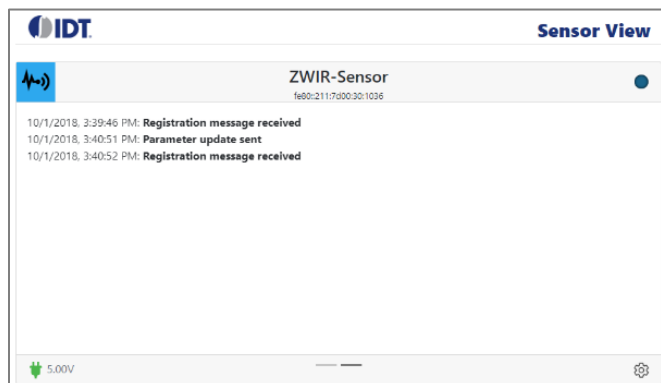 IDT
Sensor View
ZWIR-Sensor
fe80::211:7d00:30:1036
10/1/2018, 3:39:46 PM: Registration message received
10/1/2018, 3:40:51 PM: Parameter update sent
10/1/2018, 3:40:52 PM: Registration message received
5.00V